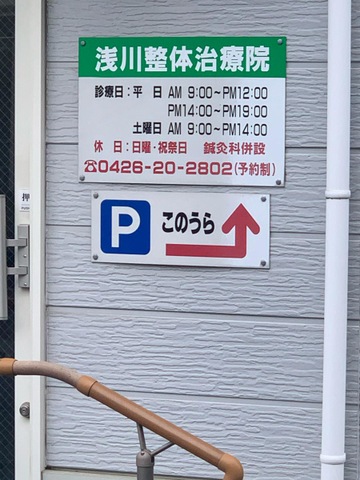 浅川整体治療院
診療日：平　日 AM 9:00～PM12:00
PM14:00～PM19:00
土曜日 AM 9:00～PM14:00
休　日：日曜・祝祭日　鍼灸科併設
☎0426-20-2802(予約制)
押
P このうら